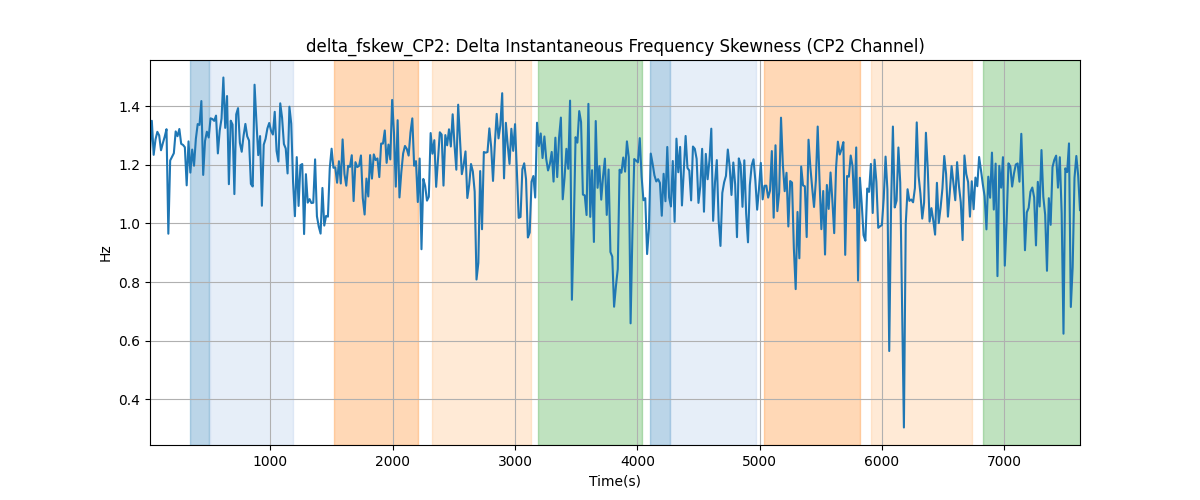 delta_fskew_CP2: Delta Instantaneous Frequency Skewness (CP2 Channel)
1.4
1.2
1.0
0.8
0.6
0.4
Hz
1000 2000 3000 4000 5000 6000 7000
Time(s)